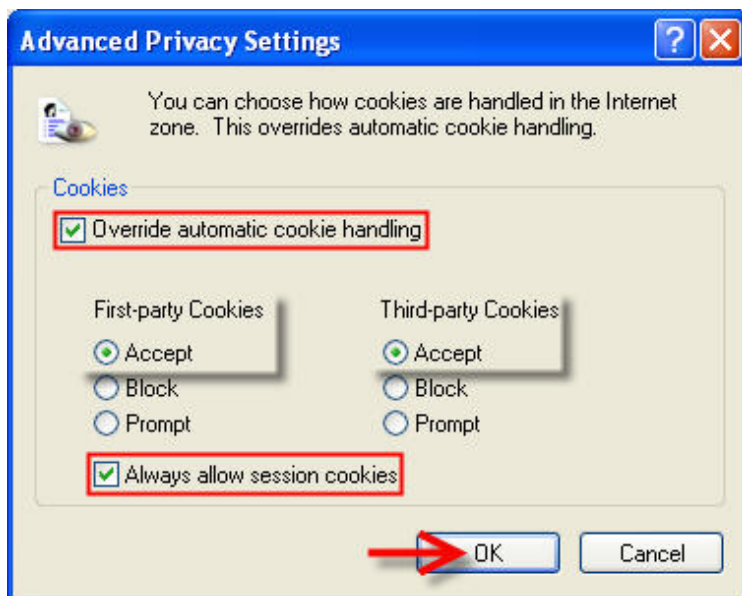 Advanced Privacy Settings
?
You can choose how cookies are handled in the Internet
zone. This overrides automatic cookie handling.
Cookies
Override automatic cookie handling
First-party Cookies
Third-party Cookies
Accept
Accept
Block
Block
Prompt
Prompt
Always allow session cookies
OK
Cancel